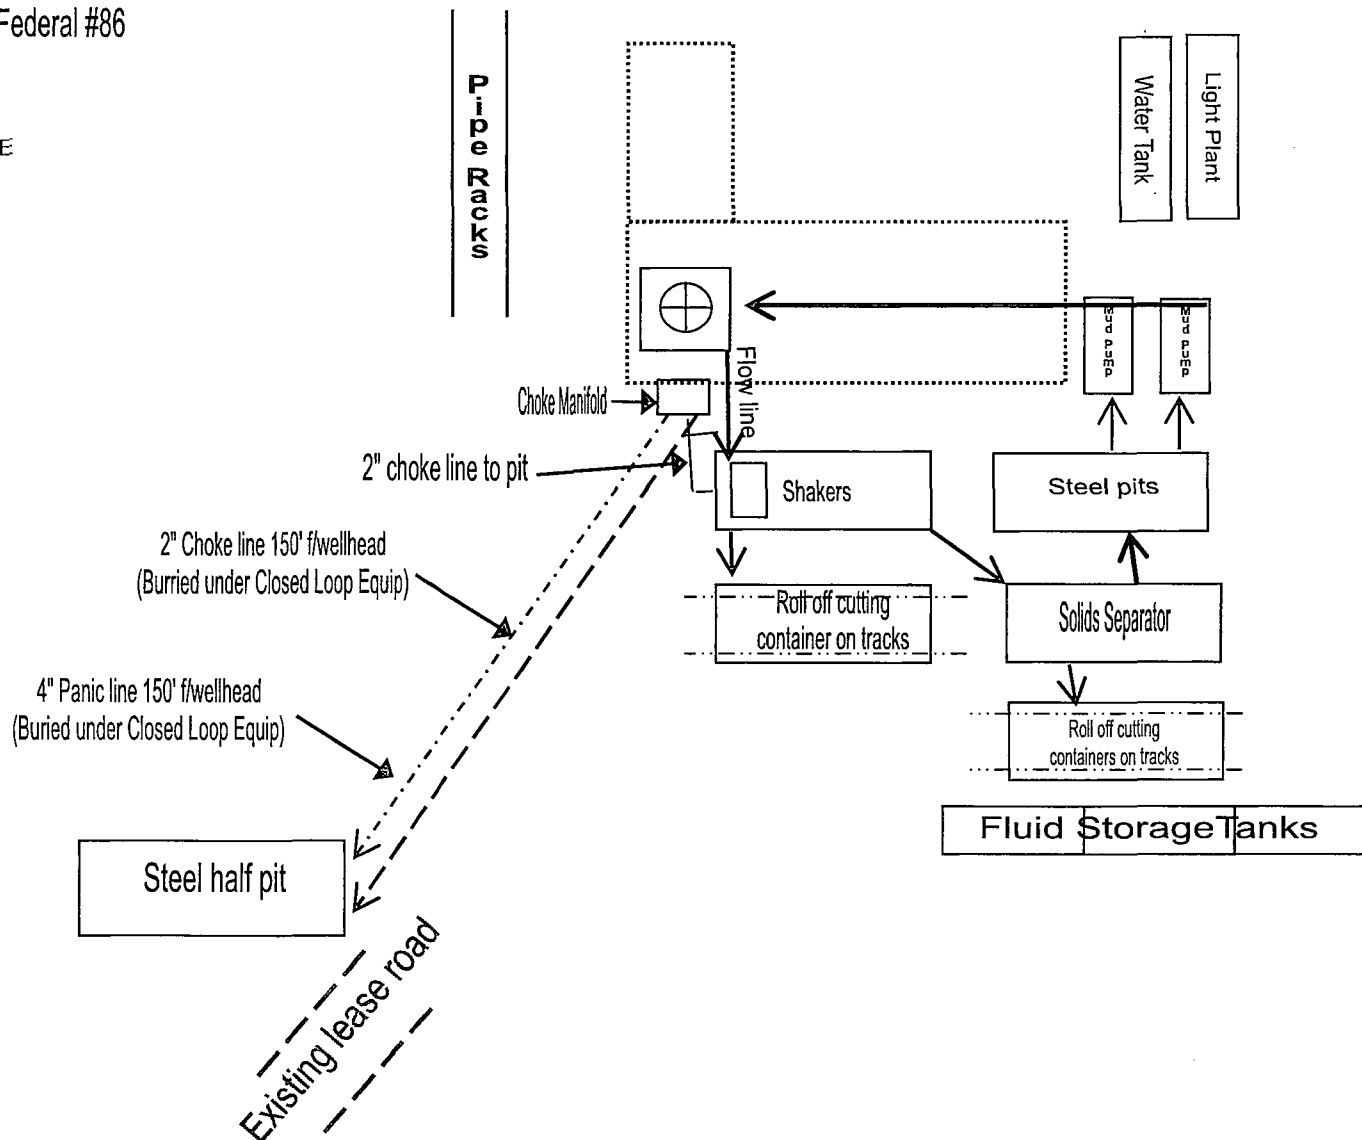 Federal #86
E
Pipe Racks
Water Tank
Light Plant
Mud pump
Mud pump
Flow line
Choke Manifold
2" choke line to pit
Shakers
Steel pits
2" Choke line 150' f/wellhead
(Burried under Closed Loop Equip)
Roll off cutting
container on tracks
Solids Separator
4" Panic line 150' f/wellhead
(Buried under Closed Loop Equip)
Roll off cutting
containers on tracks
Fluid StorageTanks
Steel half pit
Existing lease road